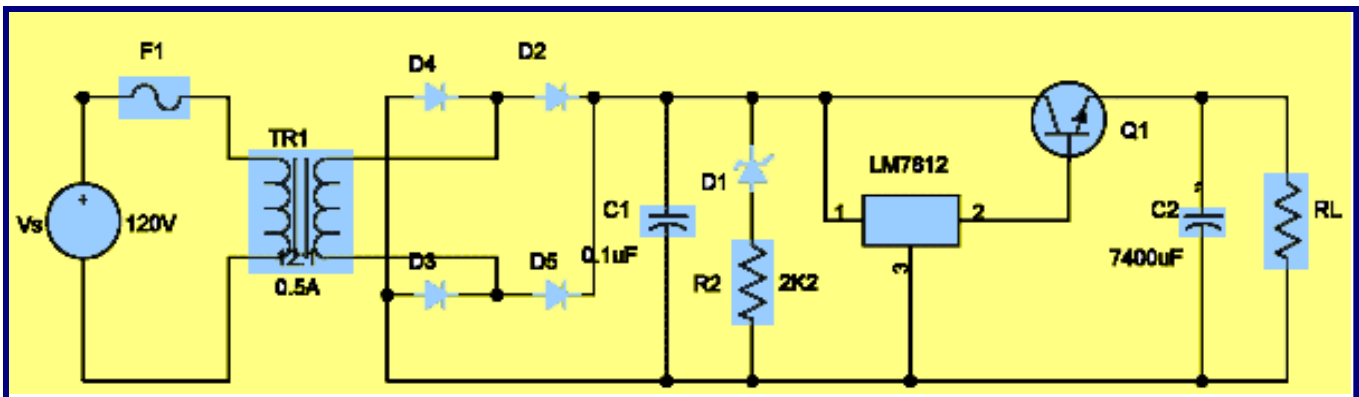 F1
D2
D4
TR1
Q1
LM7812
D1
Vs
+
120V
C1
1
2
C2
RL
12:1
D3
D5
0.1uF
3
7400uF
0.5A
R2
2K2